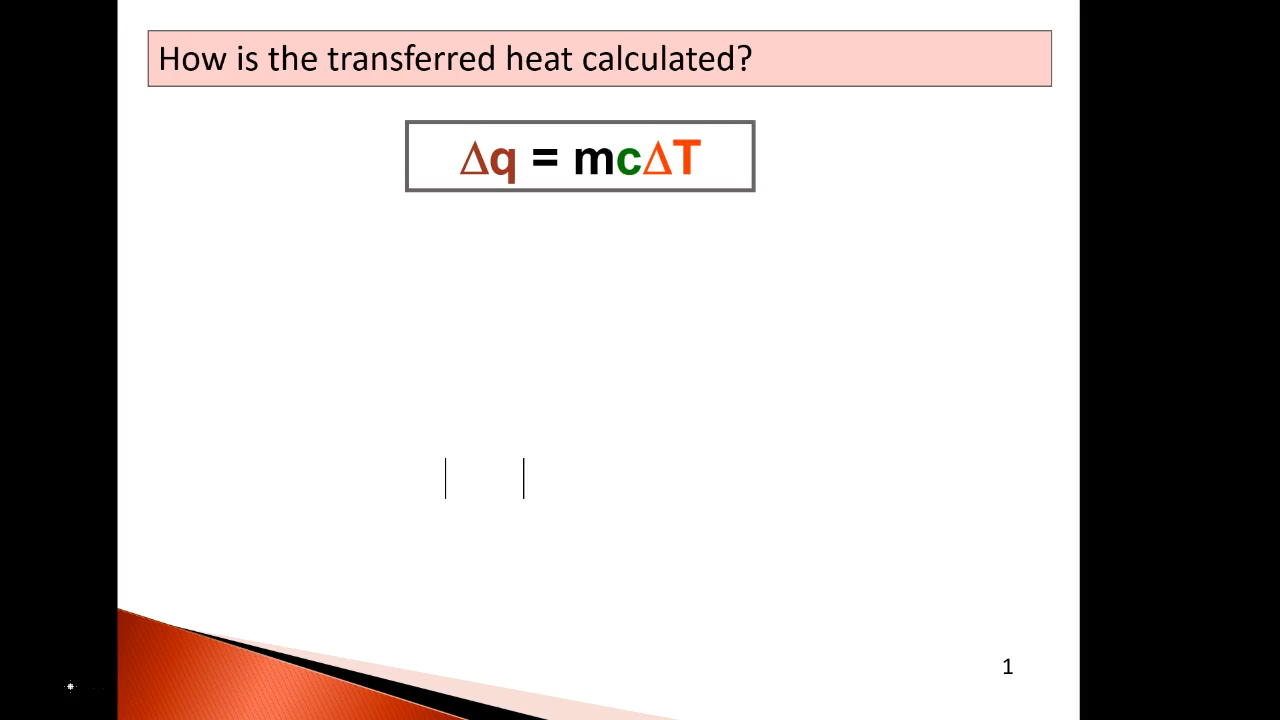 How is the transferred heat calculated?
Δq = mcΔT
1